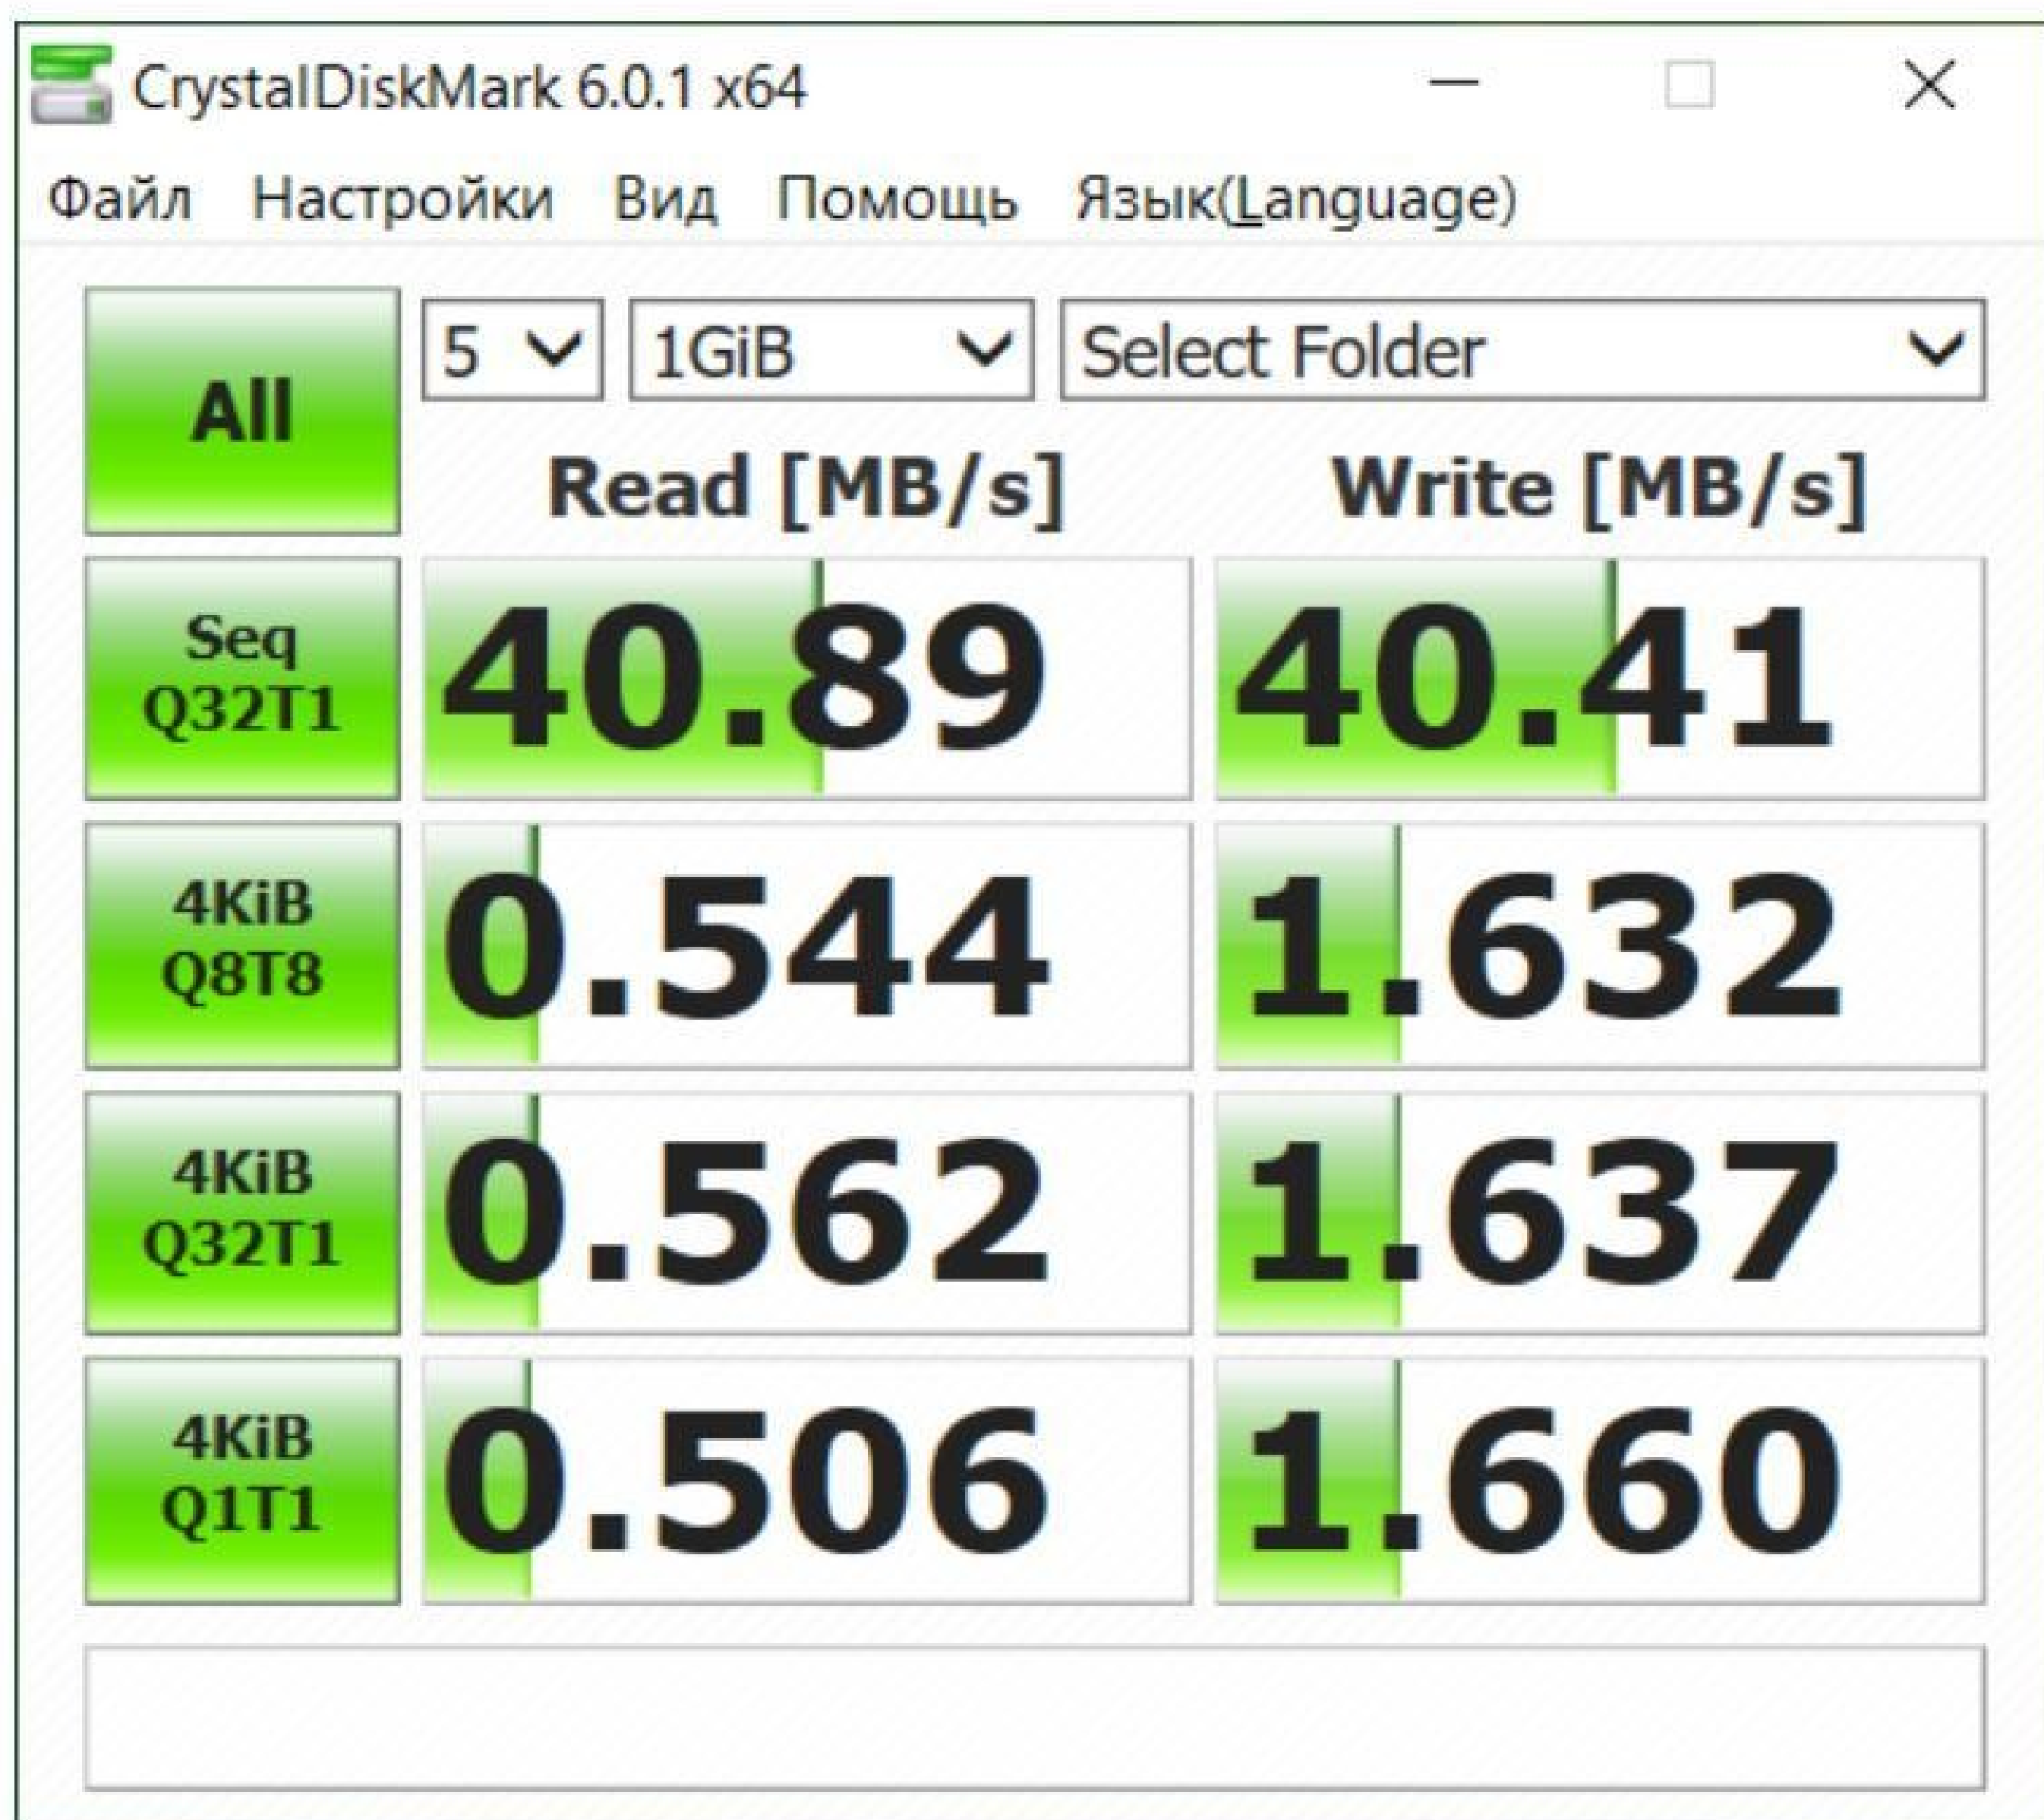 CrystalDiskMark 6.0.1 x64
Файл Настройки Вид Помощь Язык(Language)
All 5 1GiB Select Folder
Read [MB/s] Write [MB/s]
Seq
Q32T1 40.89 40.41
4KiB
Q8T8 0.544 1.632
4KiB
Q32T1 0.562 1.637
4KiB
Q1T1 0.506 1.660